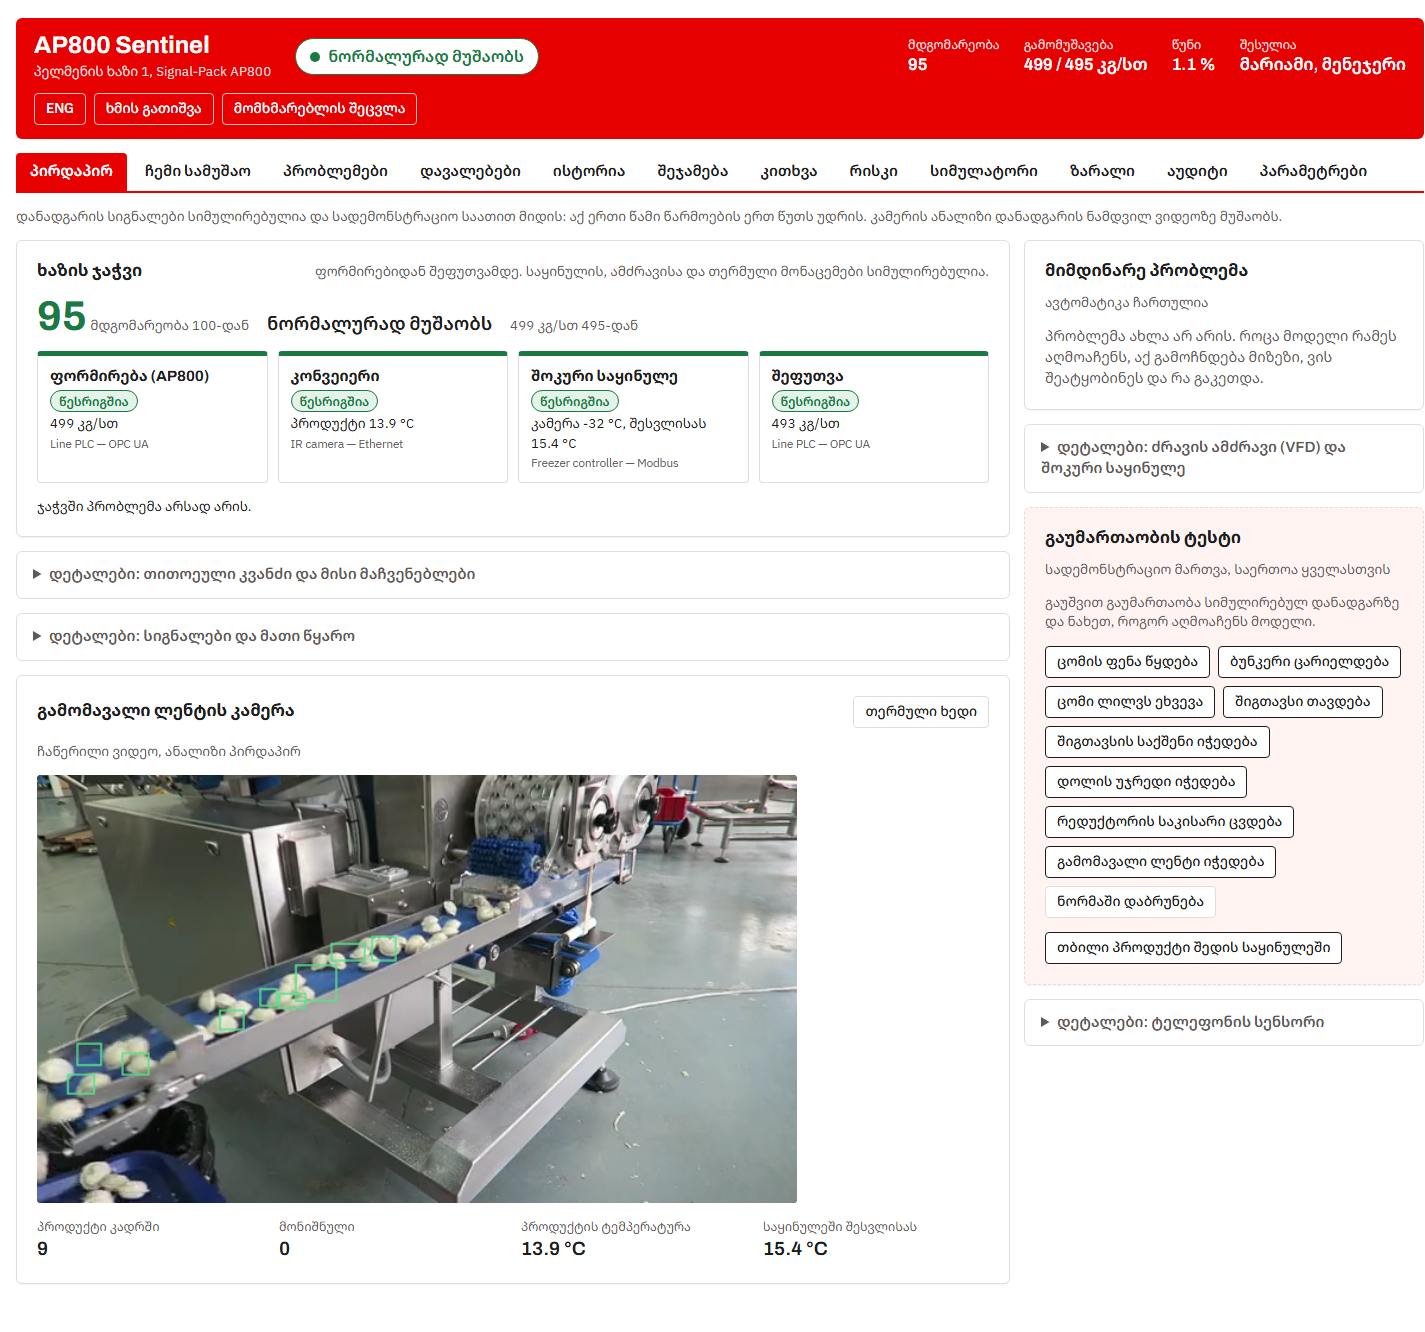 AP800 Sentinel
პელმენის ხაზი 1, Signal-Pack AP800
ნორმალურად მუშაობს
მდგომარეობა
95
გამომუშავება
499 / 495 კგ/სთ
წუნი
1.1 %
შესულია
მარიამი, მენეჯერი
ENG
ხმის გათიშვა
მომხმარებლის შეცვლა
პირდაპირ
ჩემი სამუშაო
პრობლემები
დავალებები
ისტორია
შეჯამება
კითხვა
რისკი
სიმულატორი
ზარალი
აუდიტი
პარამეტრები
დანადგარის სიგნალები სიმულირებულია და სადემონსტრაციო საათით მიდის: აქ ერთი წამი წარმოების ერთ წუთს უდრის. კამერის ანალიზი დანადგარის ნამდვილ ვიდეოზე მუშაობს.
ხაზის ჯაჭვი
ფორმირებიდან შეფუთვამდე. საყინულის, ამძრავისა და თერმული მონაცემები სიმულირებულია.
95 მდგომარეობა 100-დან ნორმალურად მუშაობს 499 კგ/სთ 495-დან
ფორმირება (AP800)
წესრიგშია
499 კგ/სთ
Line PLC — OPC UA
კონვეიერი
წესრიგშია
პროდუქტი 13.9 °C
IR camera — Ethernet
შოკური საყინულე
წესრიგშია
კამერა -32 °C, შესვლისას
15.4 °C
Freezer controller — Modbus
შეფუთვა
წესრიგშია
493 კგ/სთ
Line PLC — OPC UA
ჯაჭვში პრობლემა არსად არის.
დეტალები: თითოეული კვანძი და მისი მაჩვენებლები
დეტალები: სიგნალები და მათი წყარო
გამომავალი ლენტის კამერა
თერმული ხედი
ჩაწერილი ვიდეო, ანალიზი პირდაპირ
პროდუქტი კადრში
9
მონიშნული
0
პროდუქტის ტემპერატურა
13.9 °C
საყინულეში შესვლისას
15.4 °C
მიმდინარე პრობლემა
ავტომატიკა ჩართულია
პრობლემა ახლა არ არის. როცა მოდელი რამეს
აღმოაჩენს, აქ გამოჩნდება მიზეზი, ვის
შეატყობინეს და რა გაკეთდა.
დეტალები: ძრავის ამძრავი (VFD) და
შოკური საყინულე
გაუმართაობის ტესტი
სადემონსტრაციო მართვა, საერთოა ყველასთვის
გაუშვით გაუმართაობა სიმულირებულ დანადგარზე
და ნახეთ, როგორ აღმოაჩენს მოდელი.
ცომის ფენა წყდება
ბუნკერი ცარიელდება
ცომი ლილვს ეხვევა
შიგთავსი თავდება
შიგთავსის საქშენი იჭედება
დოლის უჯრედი იჭედება
რედუქტორის საკისარი ცვდება
გამომავალი ლენტი იჭედება
ნორმაში დაბრუნება
თბილი პროდუქტი შედის საყინულეში
დეტალები: ტელეფონის სენსორი